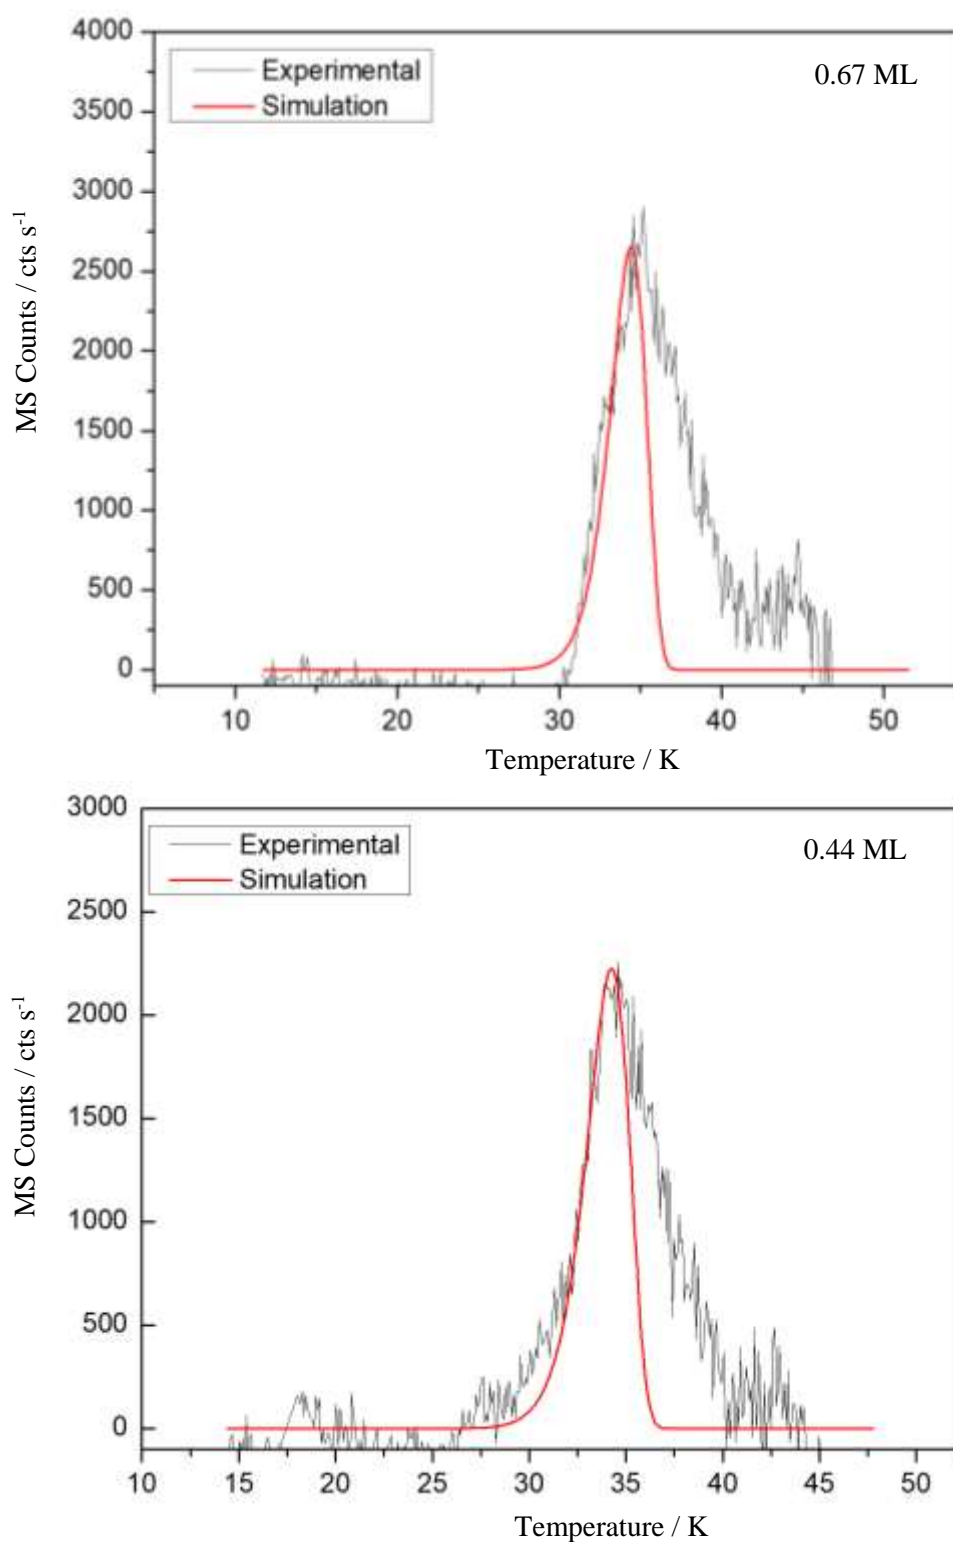 4000
Experimental
Simulation
0.67 ML
3500
3000
2500
2000
1500
1000
500
0
MS Counts / cts s⁻¹
10 20 30 40 50
Temperature / K
3000
Experimental
Simulation
0.44 ML
2500
2000
1500
1000
500
0
MS Counts / cts s⁻¹
10 15 20 25 30 35 40 45 50
Temperature / K